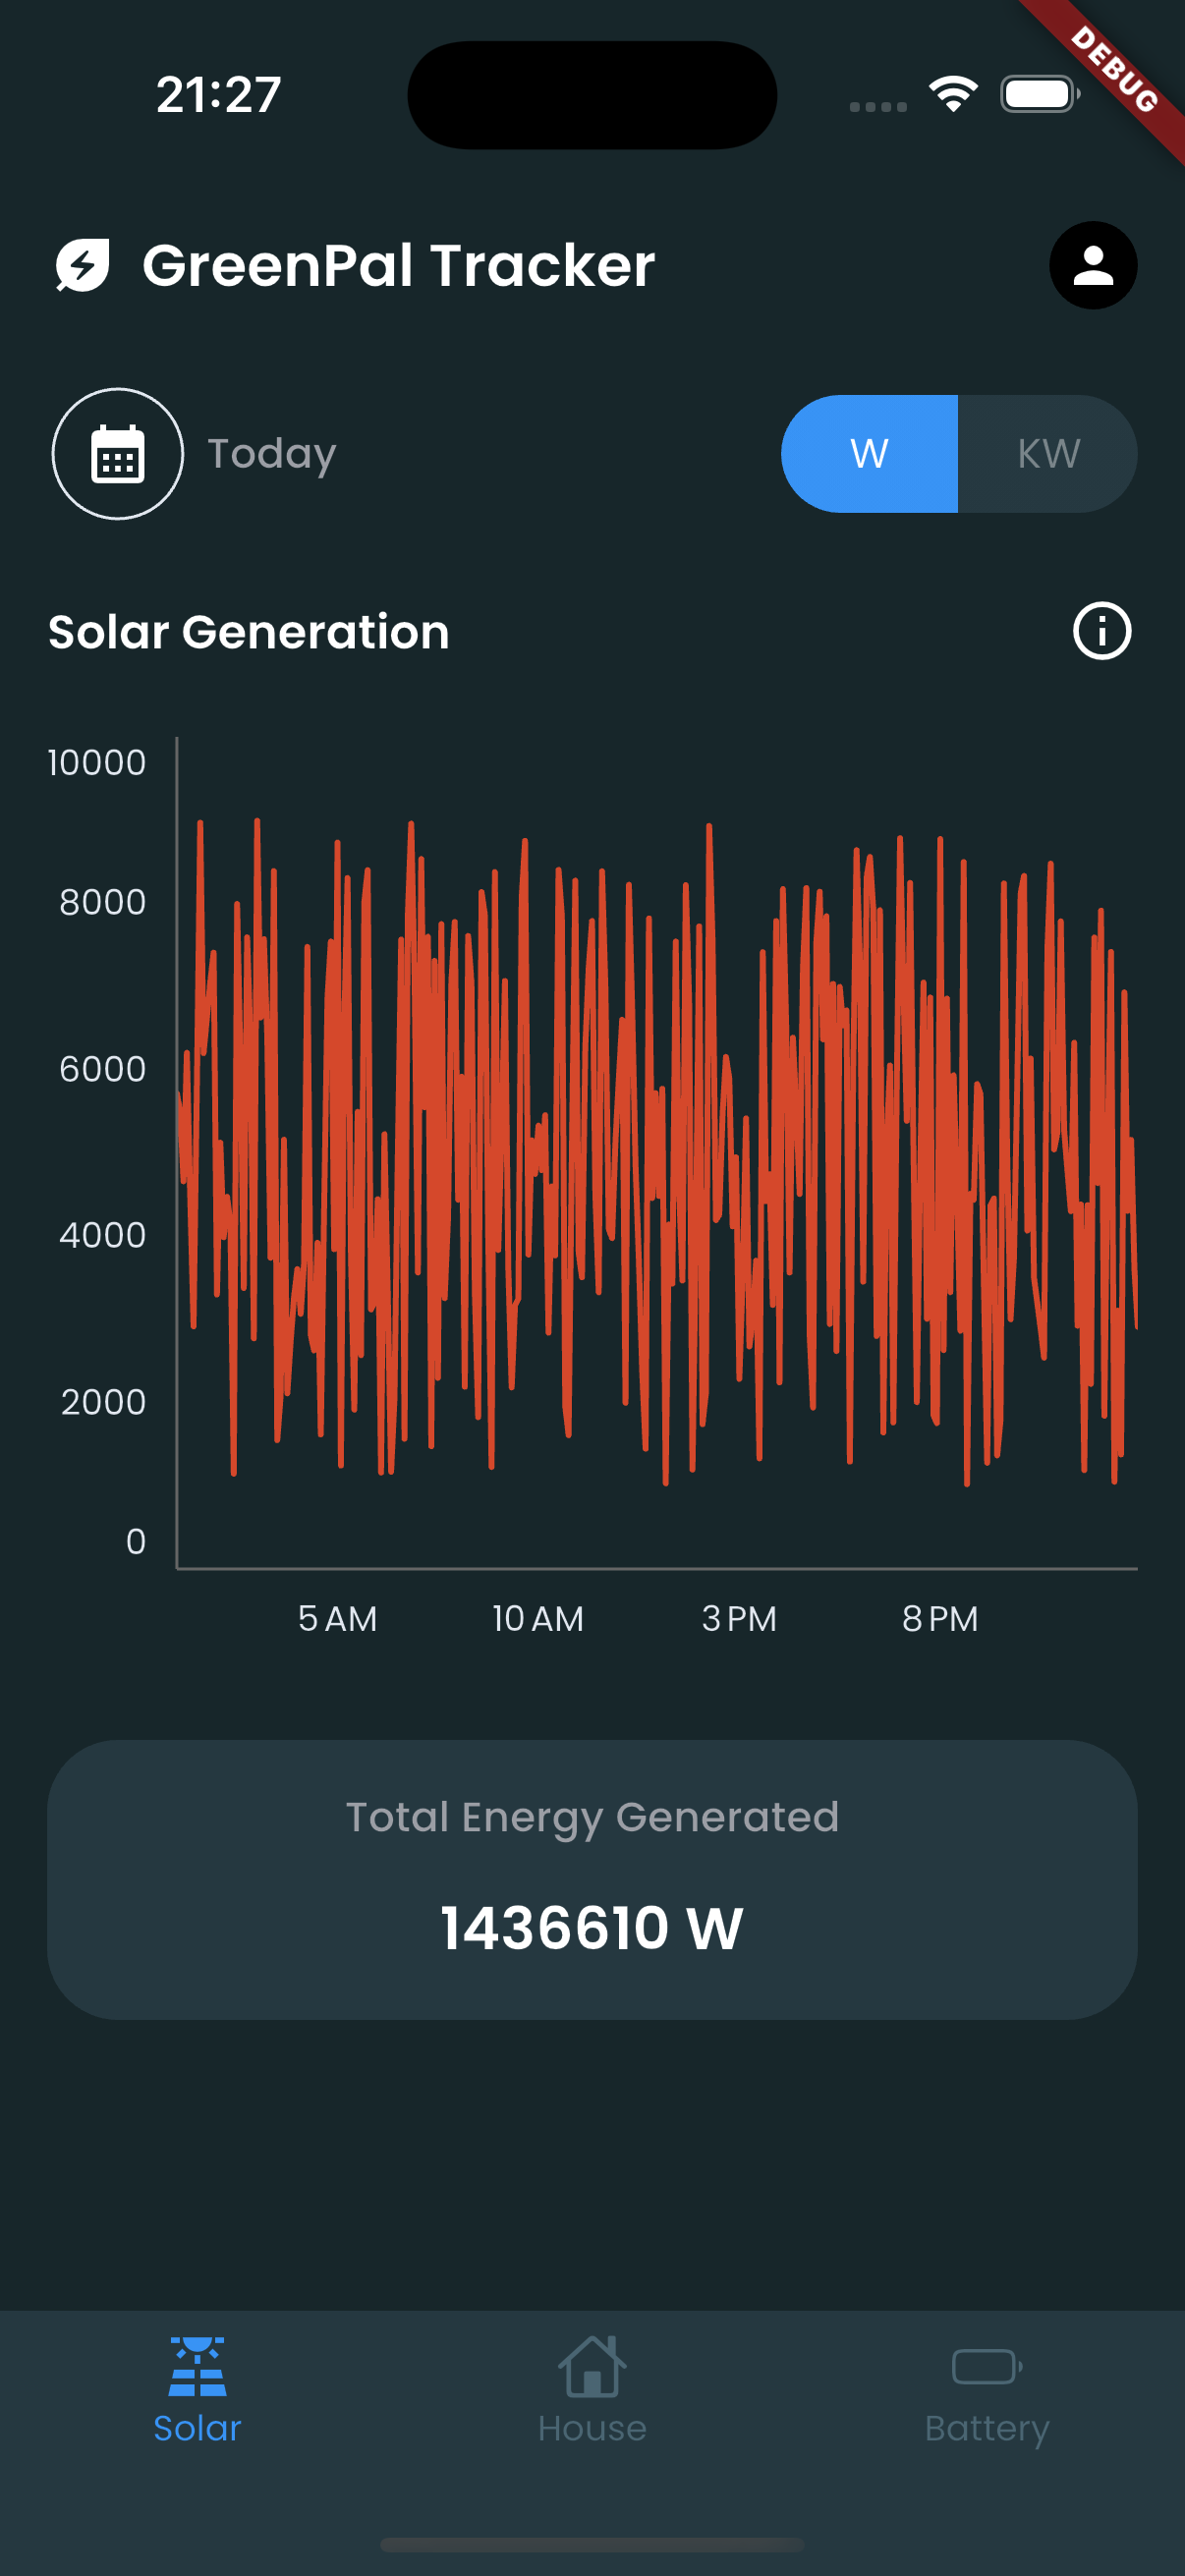 21:27
DEBUG
GreenPal Tracker
Today
W
KW
Solar Generation
10000
8000
6000
4000
2000
0
5 AM
10 AM
3 PM
8 PM
Total Energy Generated
1436610 W
Solar
House
Battery